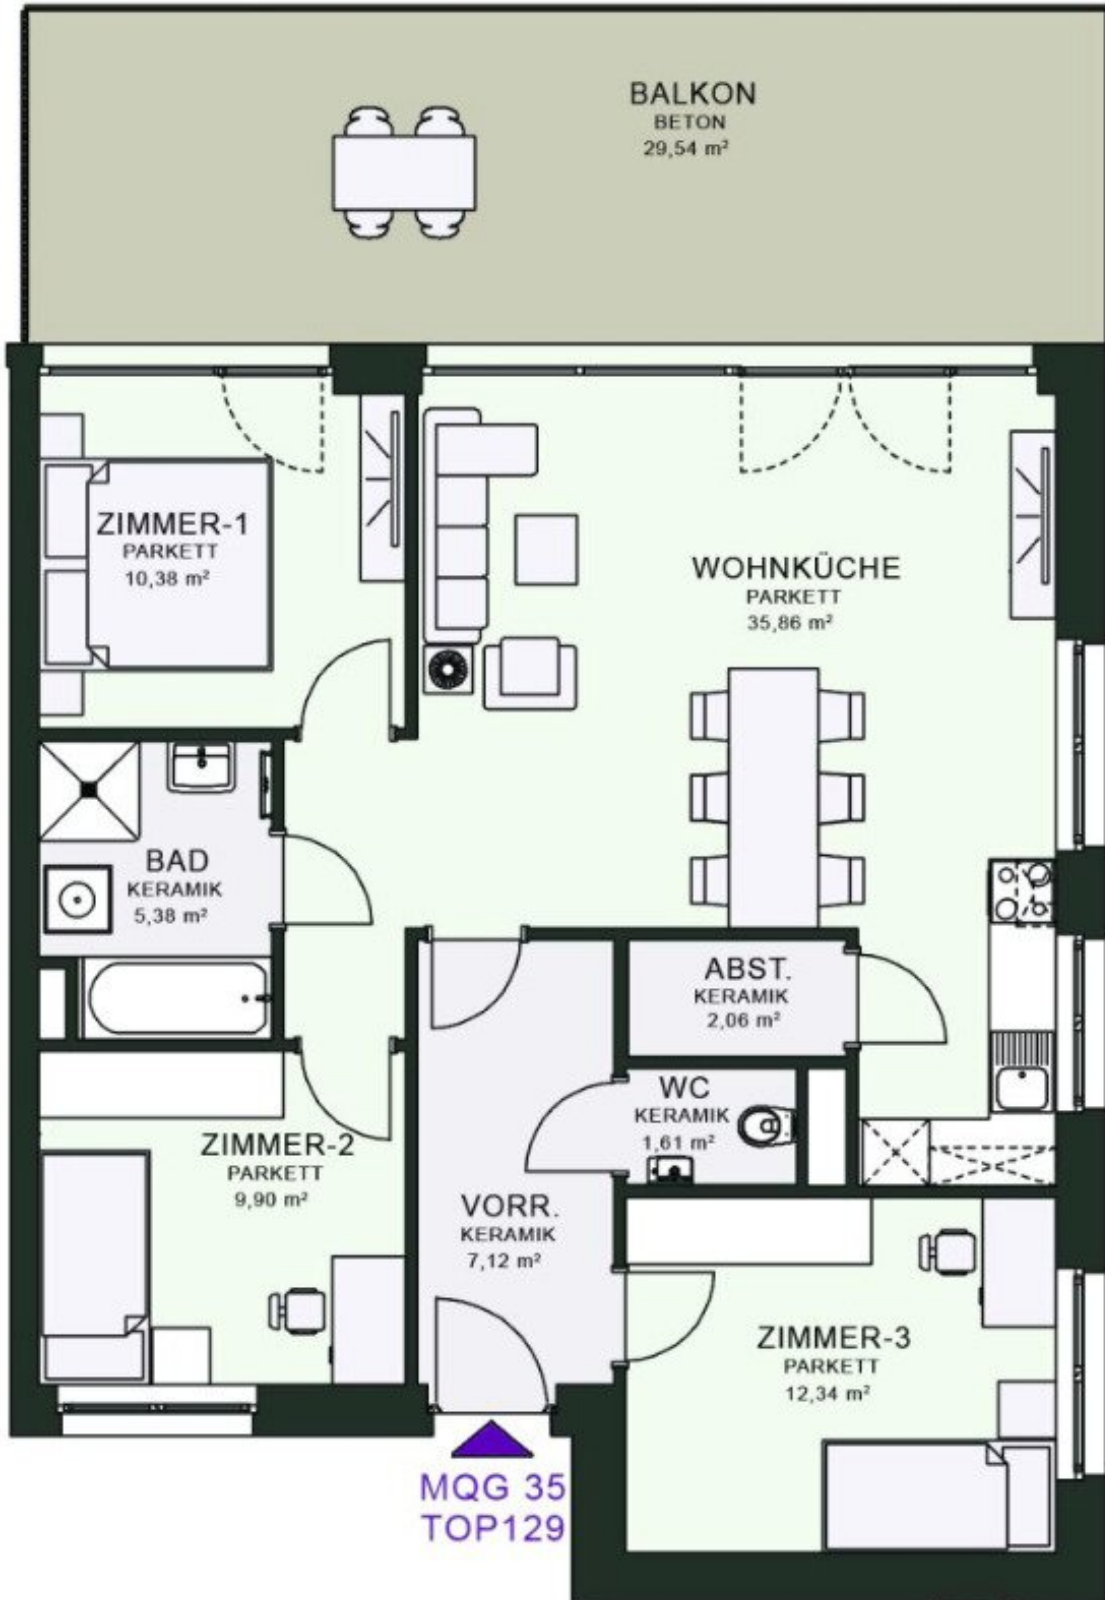 BALKON
BETON
29,54 m²
ZIMMER-1
PARKETT
10,38 m²
WOHNKÜCHE
PARKETT
35,86 m²
BAD
KERAMIK
5,38 m²
ABST.
KERAMIK
2,06 m²
WC
KERAMIK
1,61 m²
ZIMMER-2
PARKETT
9,90 m²
VORR.
KERAMIK
7,12 m²
ZIMMER-3
PARKETT
12,34 m²
MQG 35
TOP129